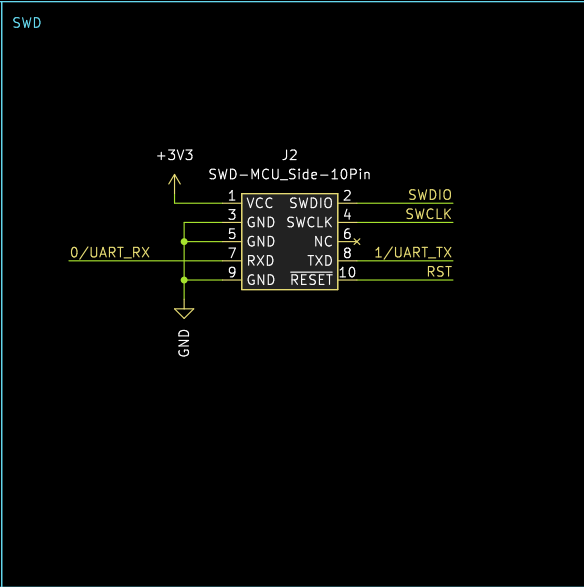 SWD
+3V3
J2
SWD-MCU_Side-10Pin
1 VCC SWDIO 2 SWDIO
3 GND SWCLK 4 SWCLK
5 GND NC 6
0/UART_RX 7 RXD TXD 8 1/UART_TX
9 GND RESET 10 RST
GND